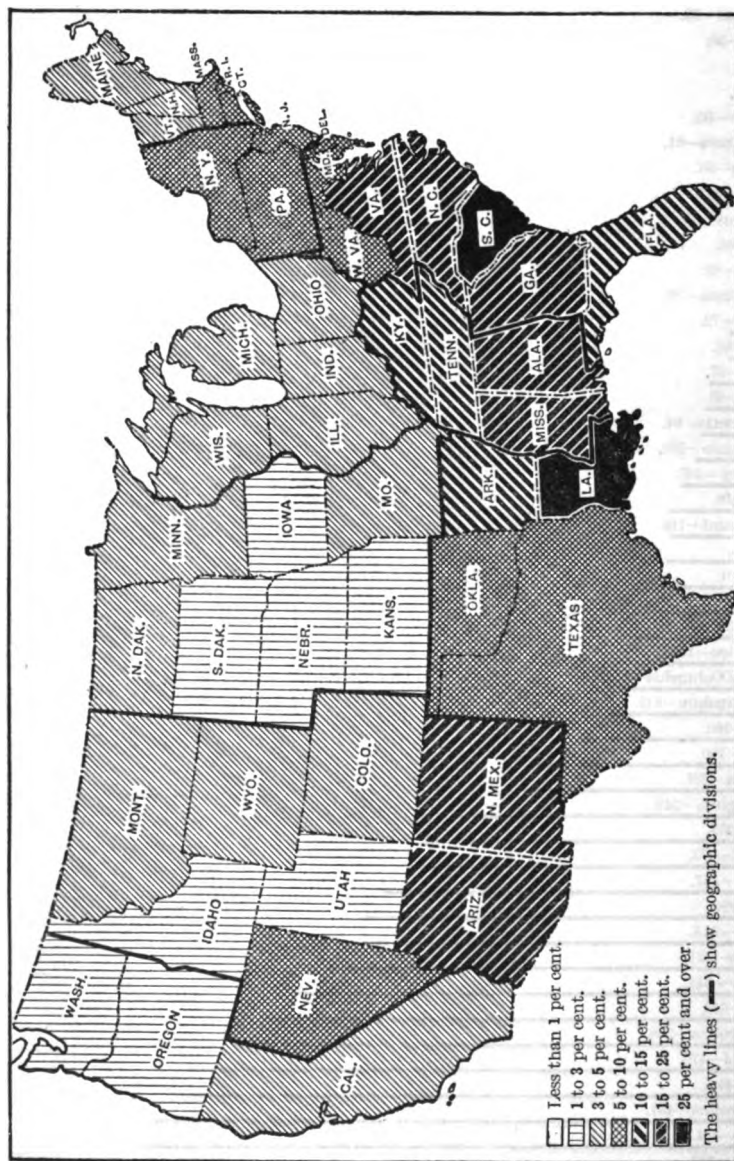 WASH.
OREGON
CAL.
NEV.
IDAHO
MONT.
WYO.
UTAH
COLO.
ARIZ.
N. MEX.
N. DAK.
S. DAK.
NEBR.
KANS.
OKLA.
TEXAS
MINN.
IOWA
MO.
ARK.
LA.
WIS.
ILL.
MICH.
IND.
OHIO
KY.
TENN.
MISS.
ALA.
GA.
FLA.
S. C.
N. C.
VA.
W. VA.
MD.
DEL.
PA.
N. J.
N. Y.
CT.
R. I.
MASS.
VT.
N.H.
MAINE
Less than 1 per cent.
1 to 3 per cent.
3 to 5 per cent.
5 to 10 per cent.
10 to 15 per cent.
15 to 25 per cent.
25 per cent and over.
The heavy lines (▬) show geographic divisions.